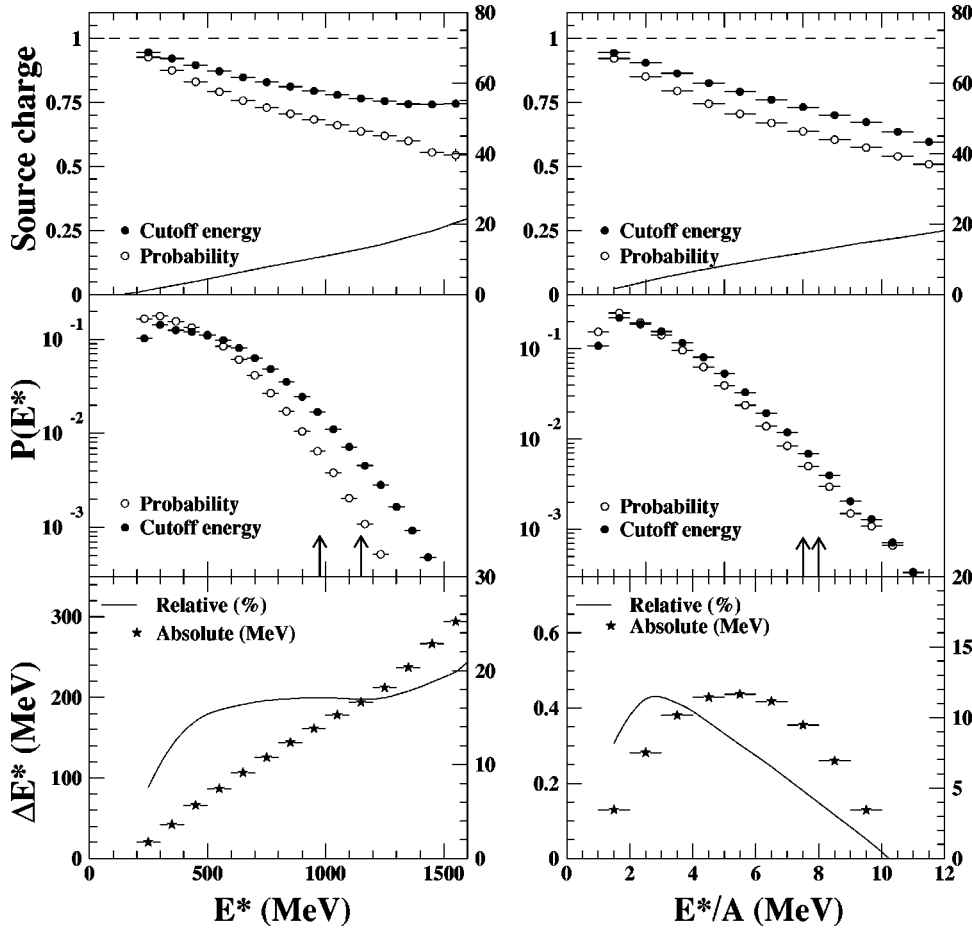 Source charge
1
0.75
0.5
0.25
0
80
60
40
20
0
Cutoff energy
Probability
1
0.75
0.5
0.25
0
80
60
40
20
0
Cutoff energy
Probability
P(E*)
10⁻¹
10⁻²
10⁻³
Probability
Cutoff energy
10⁻¹
10⁻²
10⁻³
Probability
Cutoff energy
ΔE* (MeV)
300
200
100
0
30
20
10
0
Relative (%)
Absolute (MeV)
0.6
0.4
0.2
0
20
15
10
5
0
Relative (%)
Absolute (MeV)
0 500 1000 1500
E* (MeV)
0 2 4 6 8 10 12
E*/A (MeV)